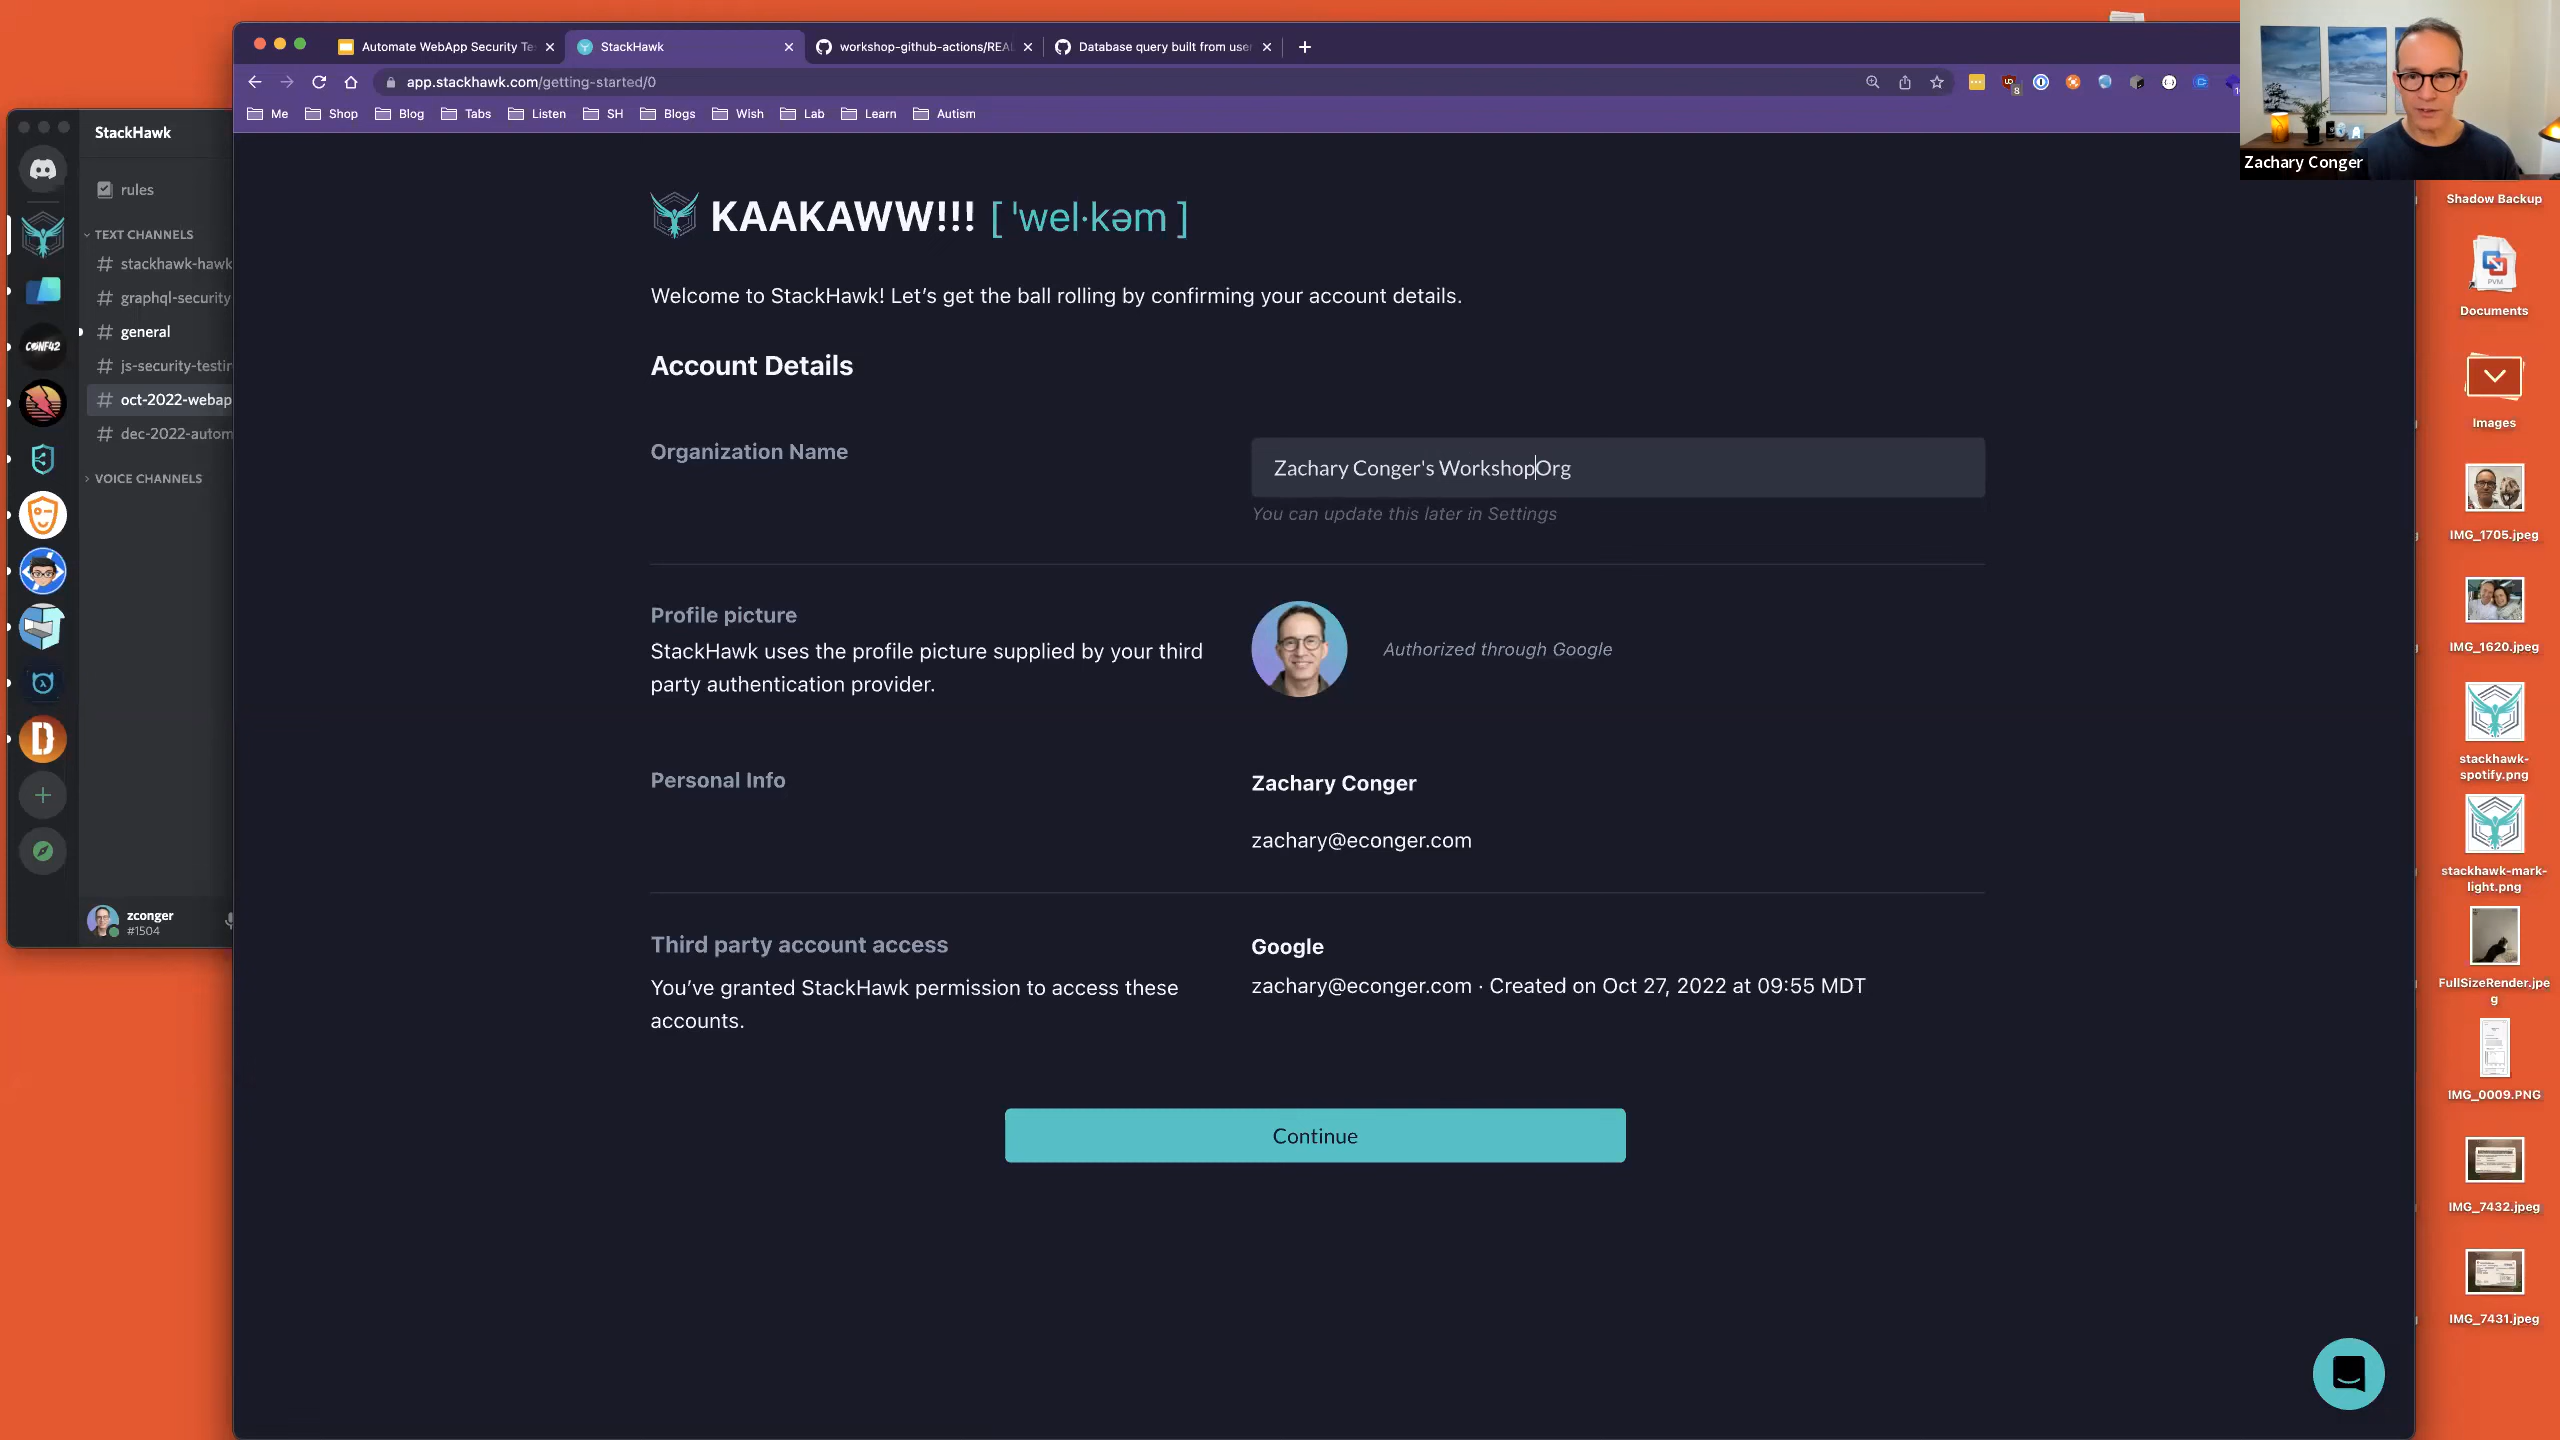 Automate WebApp Security Te
StackHawk
workshop-github-actions/REA
Database query built from user
app.stackhawk.com/getting-started/0
Me
Shop
Blog
Tabs
Listen
SH
Blogs
Wish
Lab
Learn
Autism
StackHawk
rules
TEXT CHANNELS
# stackhawk-hawk
# graphql-security
# general
# js-security-testin
# oct-2022-webap
# dec-2022-autom
VOICE CHANNELS
CONF42
D
zconger
#1504
KAAKAWW!!! [ 'wel·kəm ]
Welcome to StackHawk! Let's get the ball rolling by confirming your account details.
Account Details
Organization Name
Zachary Conger's WorkshopOrg
You can update this later in Settings
Profile picture
StackHawk uses the profile picture supplied by your third
party authentication provider.
Authorized through Google
Personal Info
Zachary Conger
zachary@econger.com
Third party account access
You've granted StackHawk permission to access these
accounts.
Google
zachary@econger.com · Created on Oct 27, 2022 at 09:55 MDT
Continue
Zachary Conger
Shadow Backup
PVM
Documents
Images
IMG_1705.jpeg
IMG_1620.jpeg
stackhawk-
spotify.png
stackhawk-mark-
light.png
FullSizeRender.jpe
g
IMG_0009.PNG
IMG_7432.jpeg
IMG_7431.jpeg